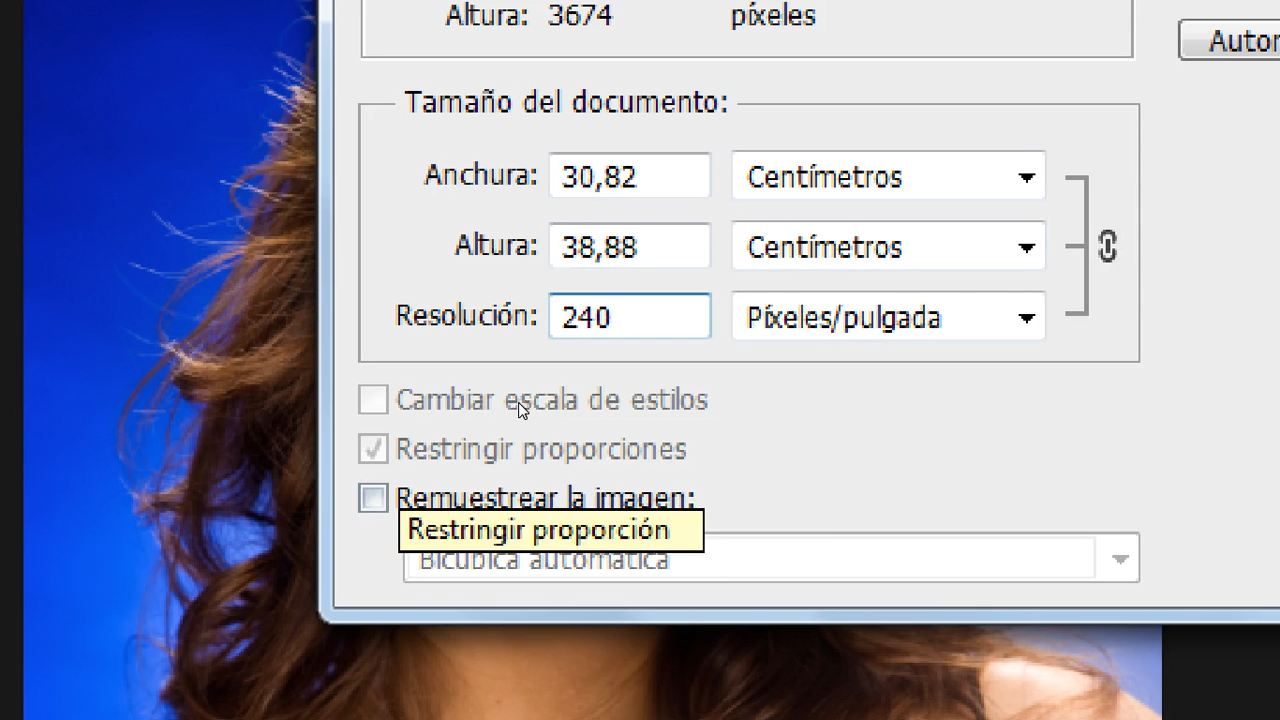 Altura: 3674 píxeles
Autor
Tamaño del documento:
Anchura: 30,82 Centímetros
Altura: 38,88 Centímetros
Resolución: 240 Píxeles/pulgada
Cambiar escala de estilos
Restringir proporciones
Remuestrear la imagen:
Restringir proporción
Bicúbica automática